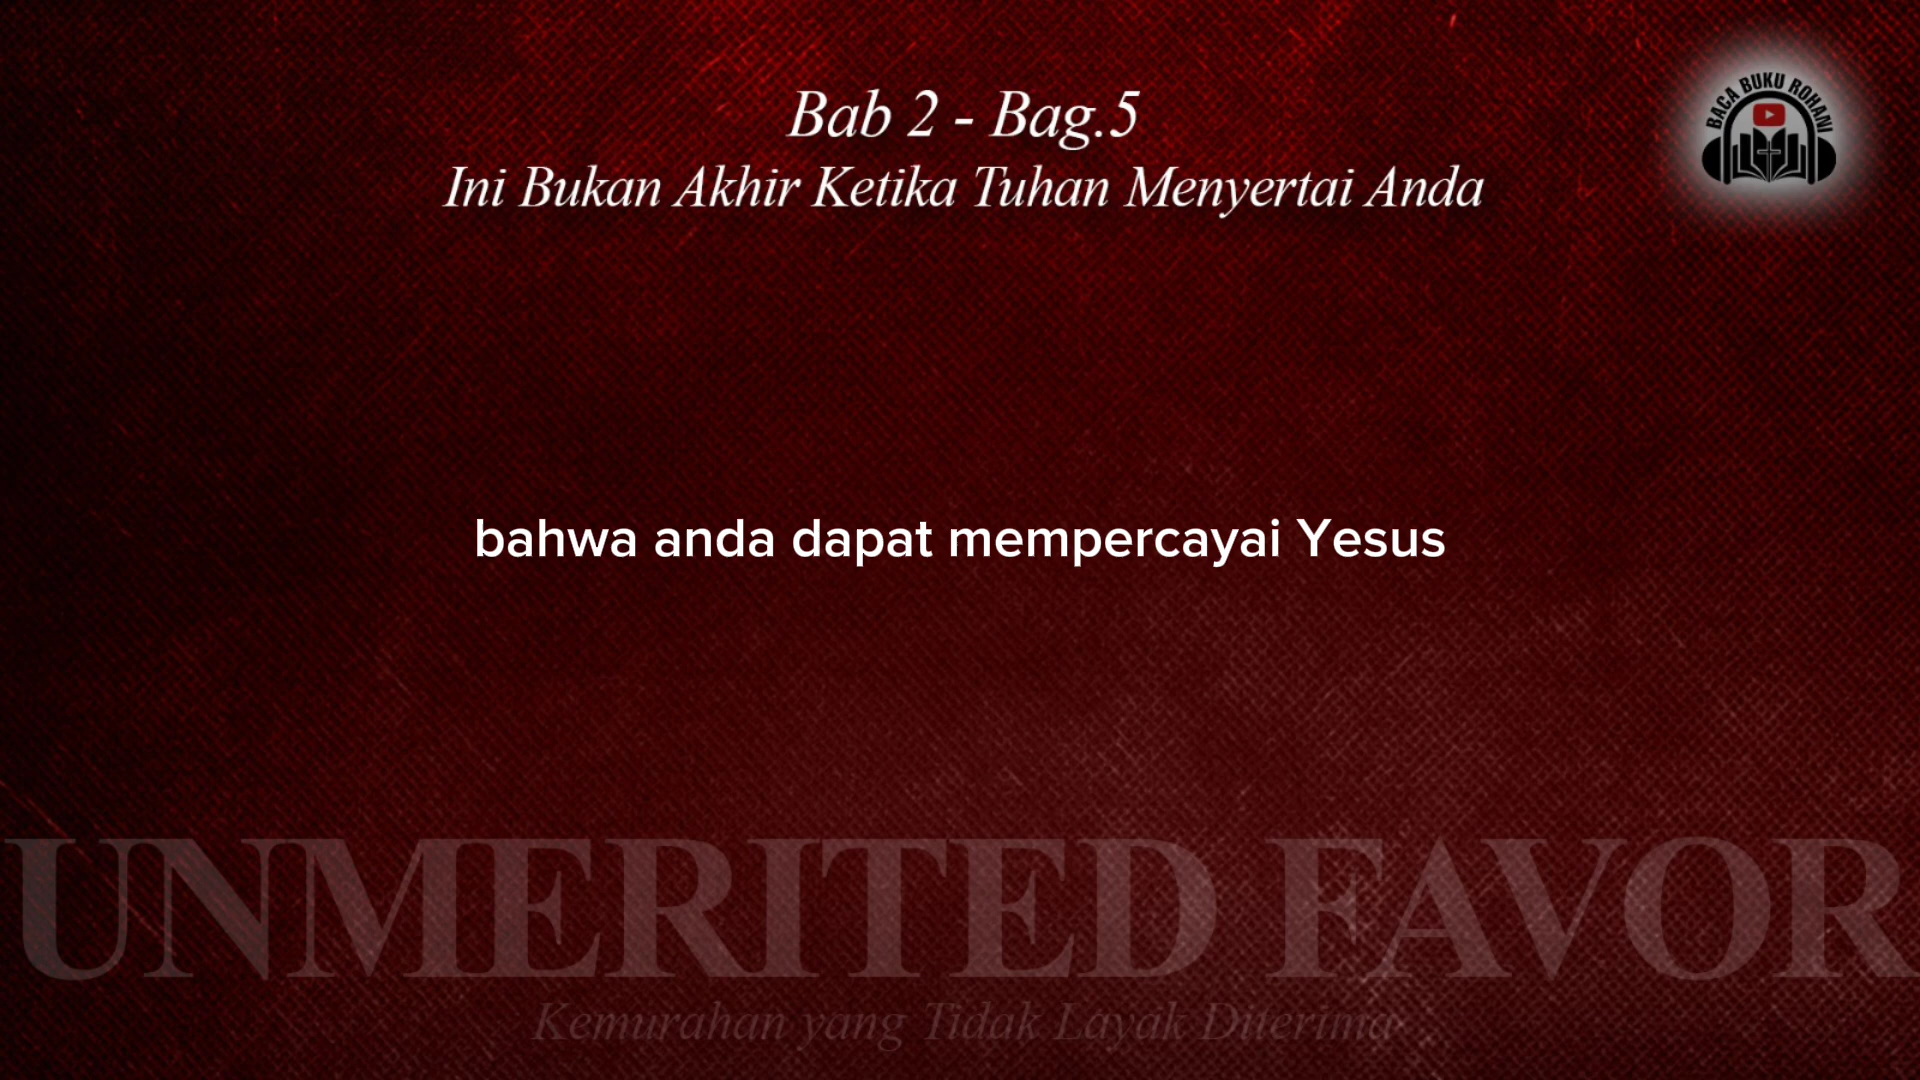 Bab 2 - Bag.5
Ini Bukan Akhir Ketika Tuhan Menyertai Anda
BACA BUKU ROHANI
bahwa anda dapat mempercayai Yesus
UNMERITED FAVOR
Kemurahan yang Tidak Layak Diterima